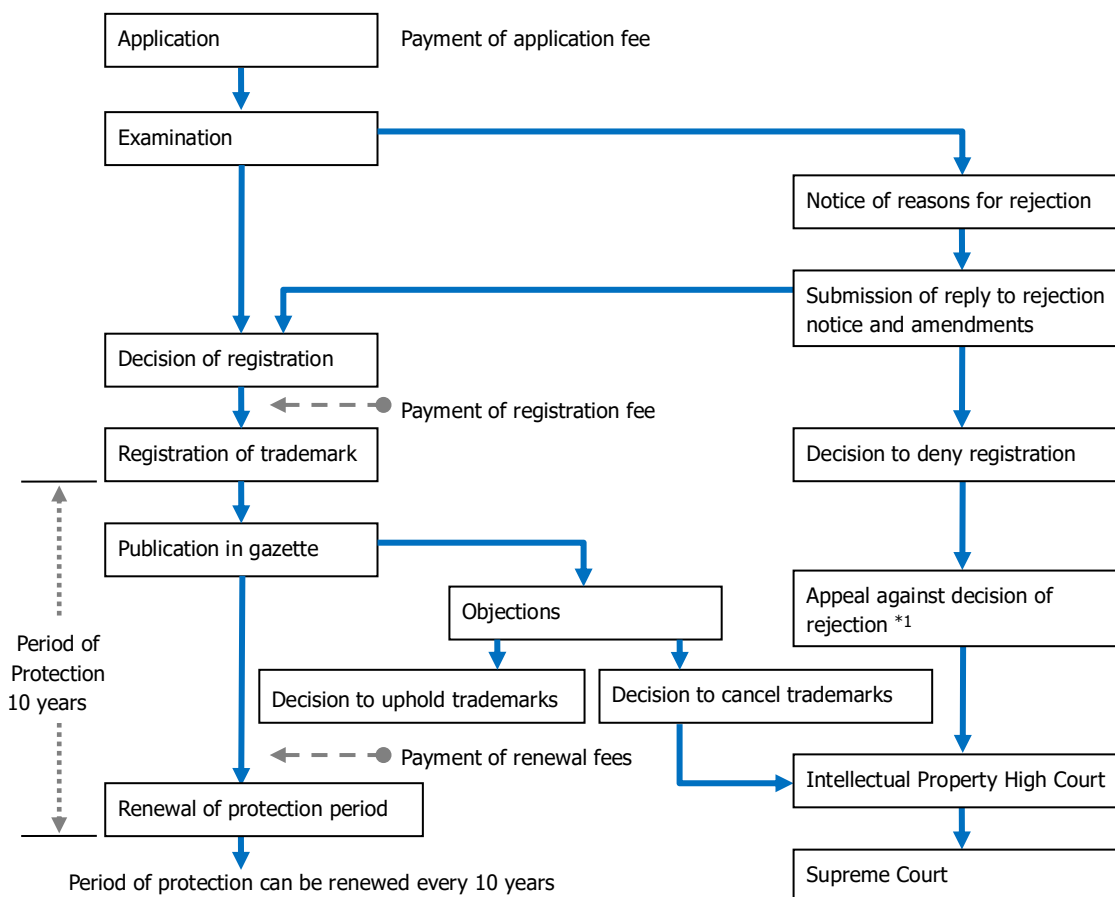 Application
Payment of application fee
Examination
Notice of reasons for rejection
Submission of reply to rejection
notice and amendments
Decision of registration
Payment of registration fee
Registration of trademark
Decision to deny registration
Publication in gazette
Objections
Appeal against decision of
rejection *1
Period of
Protection
10 years
Decision to uphold trademarks
Decision to cancel trademarks
Payment of renewal fees
Intellectual Property High Court
Renewal of protection period
Supreme Court
Period of protection can be renewed every 10 years